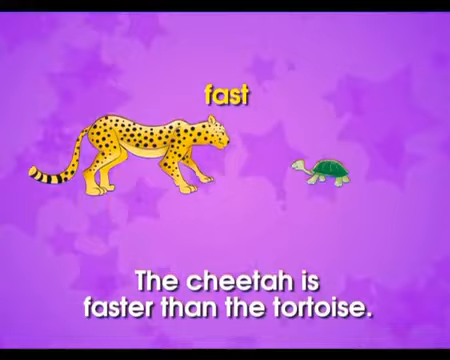 fast
The cheetah is
faster than the tortoise.